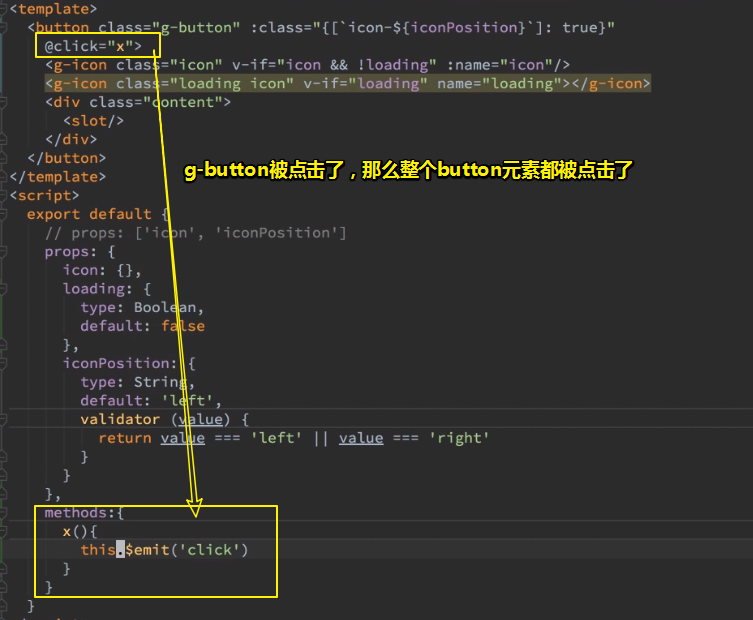 <template>
<button class="g-button" :class="{[`icon-${iconPosition}`]: true}"
@click="x">
<g-icon class="icon" v-if="icon && !loading" :name="icon"/>
<g-icon class="loading icon" v-if="loading" name="loading"></g-icon>
<div class="content">
<slot/>
</div>
</button>
g-button被点击了，那么整个button元素都被点击了
</template>
<script>
export default {
// props: ['icon', 'iconPosition']
props: {
icon: {},
loading: {
type: Boolean,
default: false
},
iconPosition: {
type: String,
default: 'left',
validator (value) {
return value === 'left' || value === 'right'
}
}
},
methods:{
x(){
this.$emit('click')
}
}
}